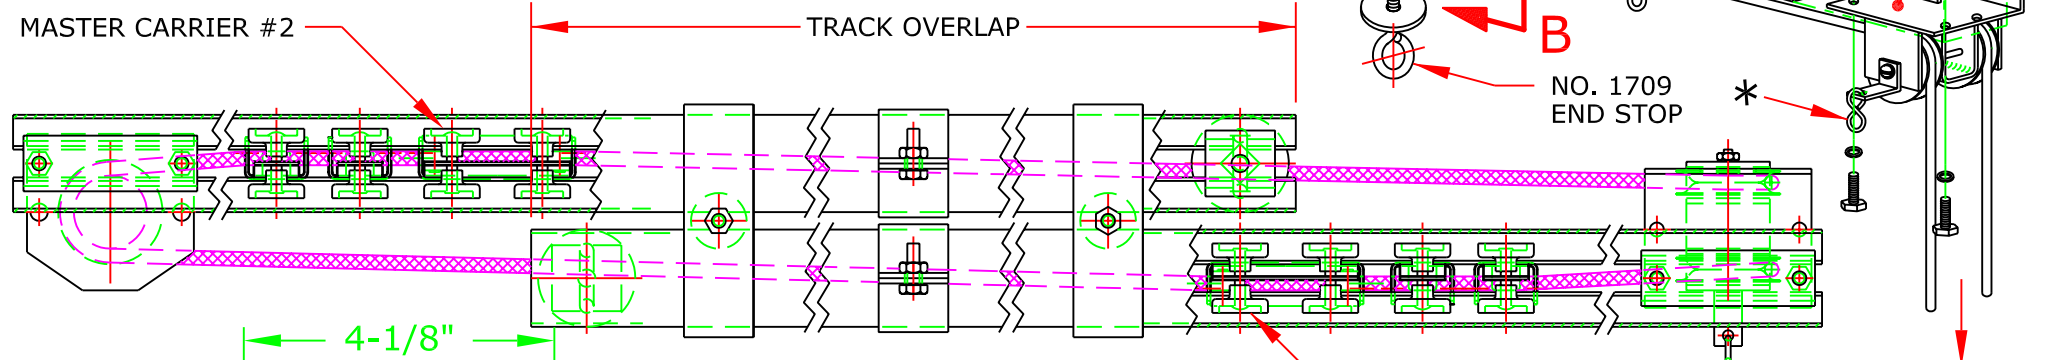 MASTER CARRIER #2
TRACK OVERLAP
B
NO. 1709
END STOP
*
4-1/8"